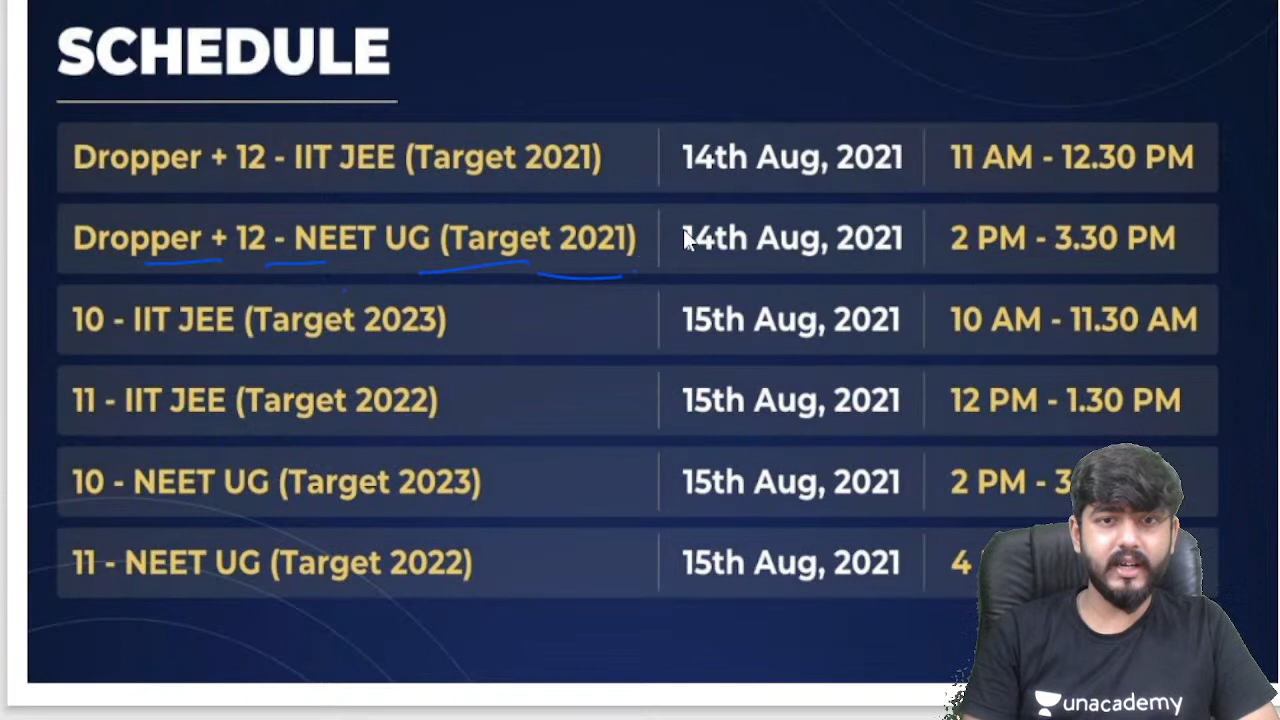 SCHEDULE
Dropper + 12 - IIT JEE (Target 2021) 14th Aug, 2021 11 AM - 12.30 PM
Dropper + 12 - NEET UG (Target 2021) 14th Aug, 2021 2 PM - 3.30 PM
10 - IIT JEE (Target 2023) 15th Aug, 2021 10 AM - 11.30 AM
11 - IIT JEE (Target 2022) 15th Aug, 2021 12 PM - 1.30 PM
10 - NEET UG (Target 2023) 15th Aug, 2021 2 PM - 3
11 - NEET UG (Target 2022) 15th Aug, 2021 4
unacademy